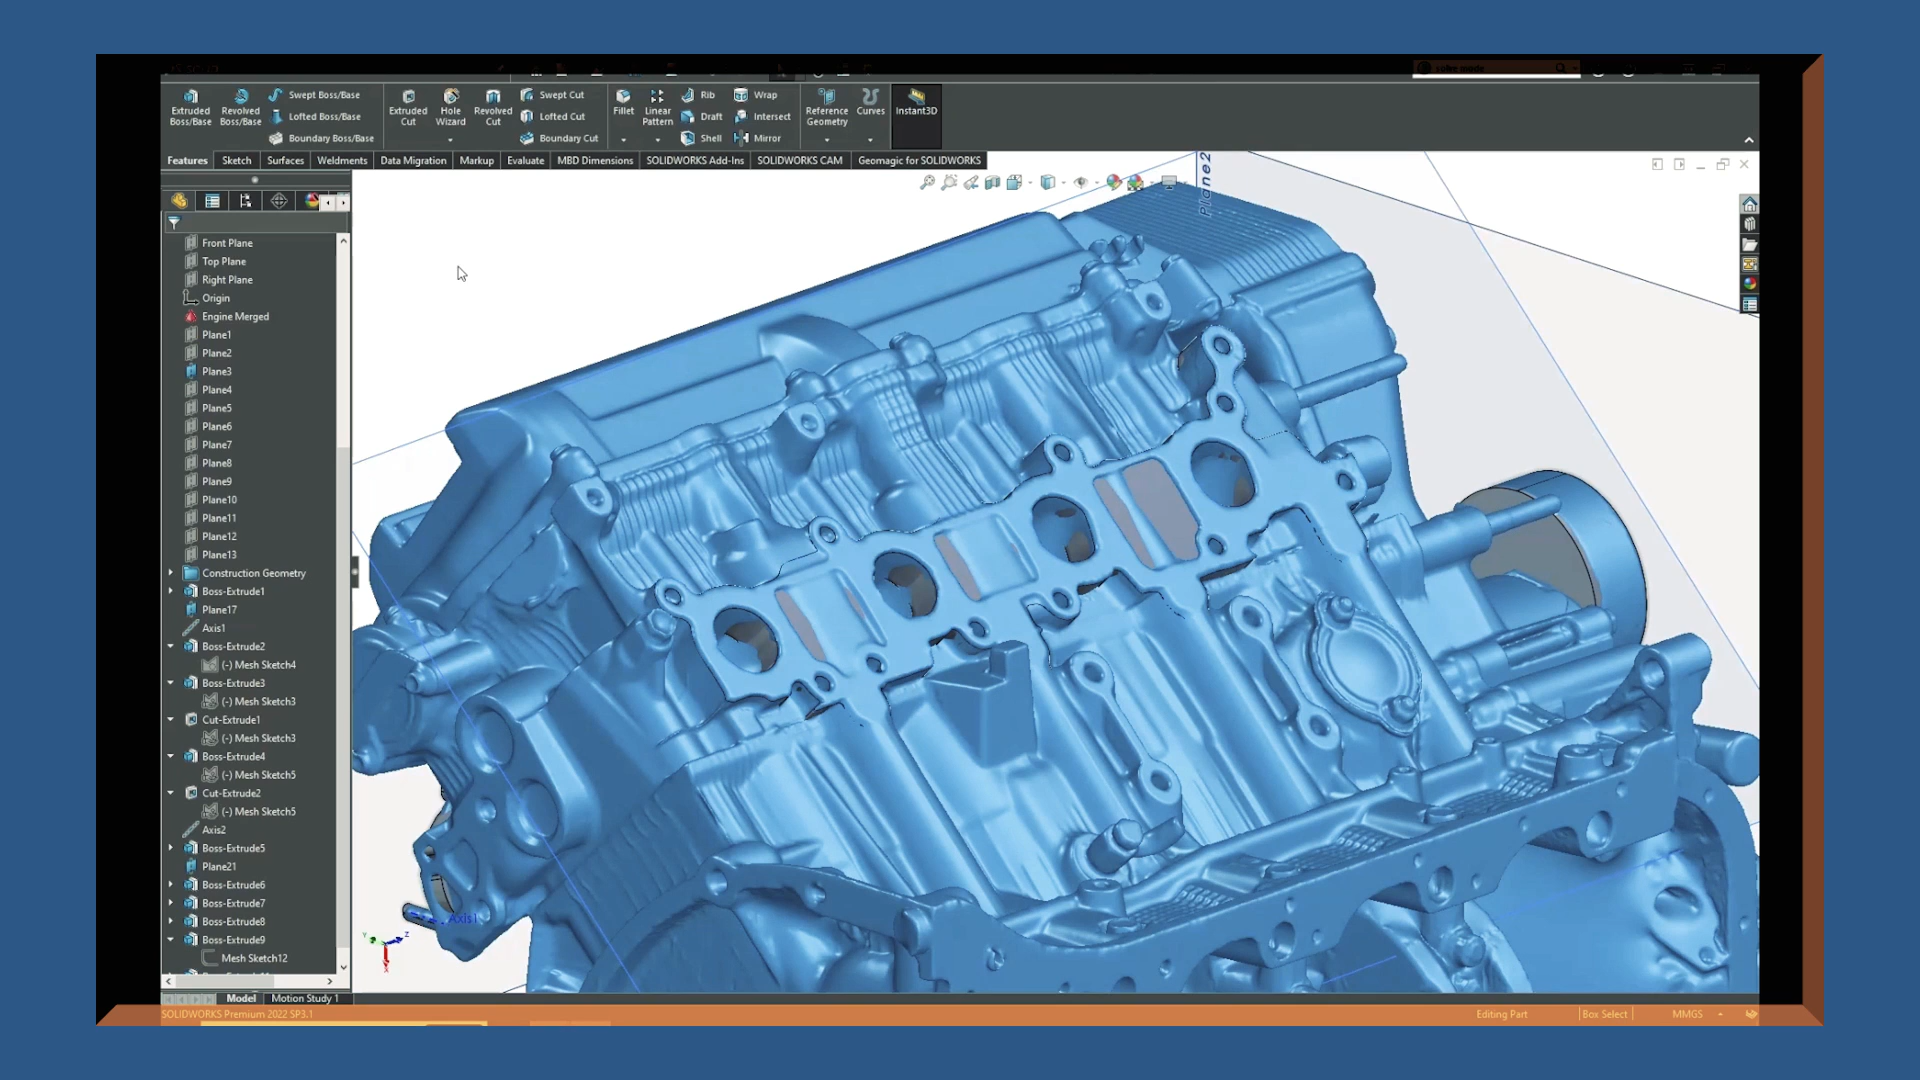 Extruded Boss/Base
Revolved Boss/Base
Swept Boss/Base
Lofted Boss/Base
Boundary Boss/Base
Extruded Cut
Hole Wizard
Revolved Cut
Swept Cut
Lofted Cut
Boundary Cut
Fillet
Linear Pattern
Rib
Draft
Shell
Wrap
Intersect
Mirror
Reference Geometry
Curves
Instant3D
Features
Sketch
Surfaces
Weldments
Data Migration
Markup
Evaluate
MBD Dimensions
SOLIDWORKS Add-Ins
SOLIDWORKS CAM
Geomagic for SOLIDWORKS
Plane2
Front Plane
Top Plane
Right Plane
Origin
Engine Merged
Plane1
Plane2
Plane3
Plane4
Plane5
Plane6
Plane7
Plane8
Plane9
Plane10
Plane11
Plane12
Plane13
Construction Geometry
Boss-Extrude1
Plane17
Axis1
Boss-Extrude2
(-) Mesh Sketch4
Boss-Extrude3
(-) Mesh Sketch3
Cut-Extrude1
(-) Mesh Sketch3
Boss-Extrude4
(-) Mesh Sketch5
Cut-Extrude2
(-) Mesh Sketch5
Axis2
Boss-Extrude5
Plane21
Boss-Extrude6
Boss-Extrude7
Boss-Extrude8
Boss-Extrude9
Mesh Sketch12
Axis1
Y
Z
X
Model
Motion Study 1
SOLIDWORKS Premium 2022 SP3.1
Editing Part
Box Select
MMGS